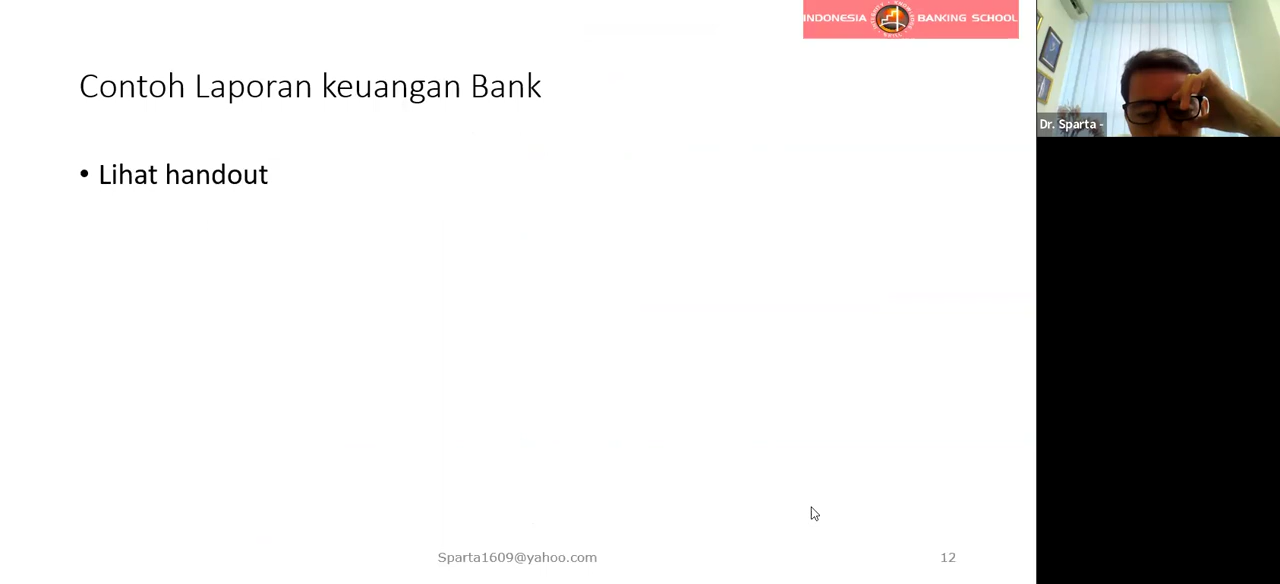 INDONESIA BANKING SCHOOL
Contoh Laporan keuangan Bank
Dr. Sparta -
• Lihat handout
Sparta1609@yahoo.com
12